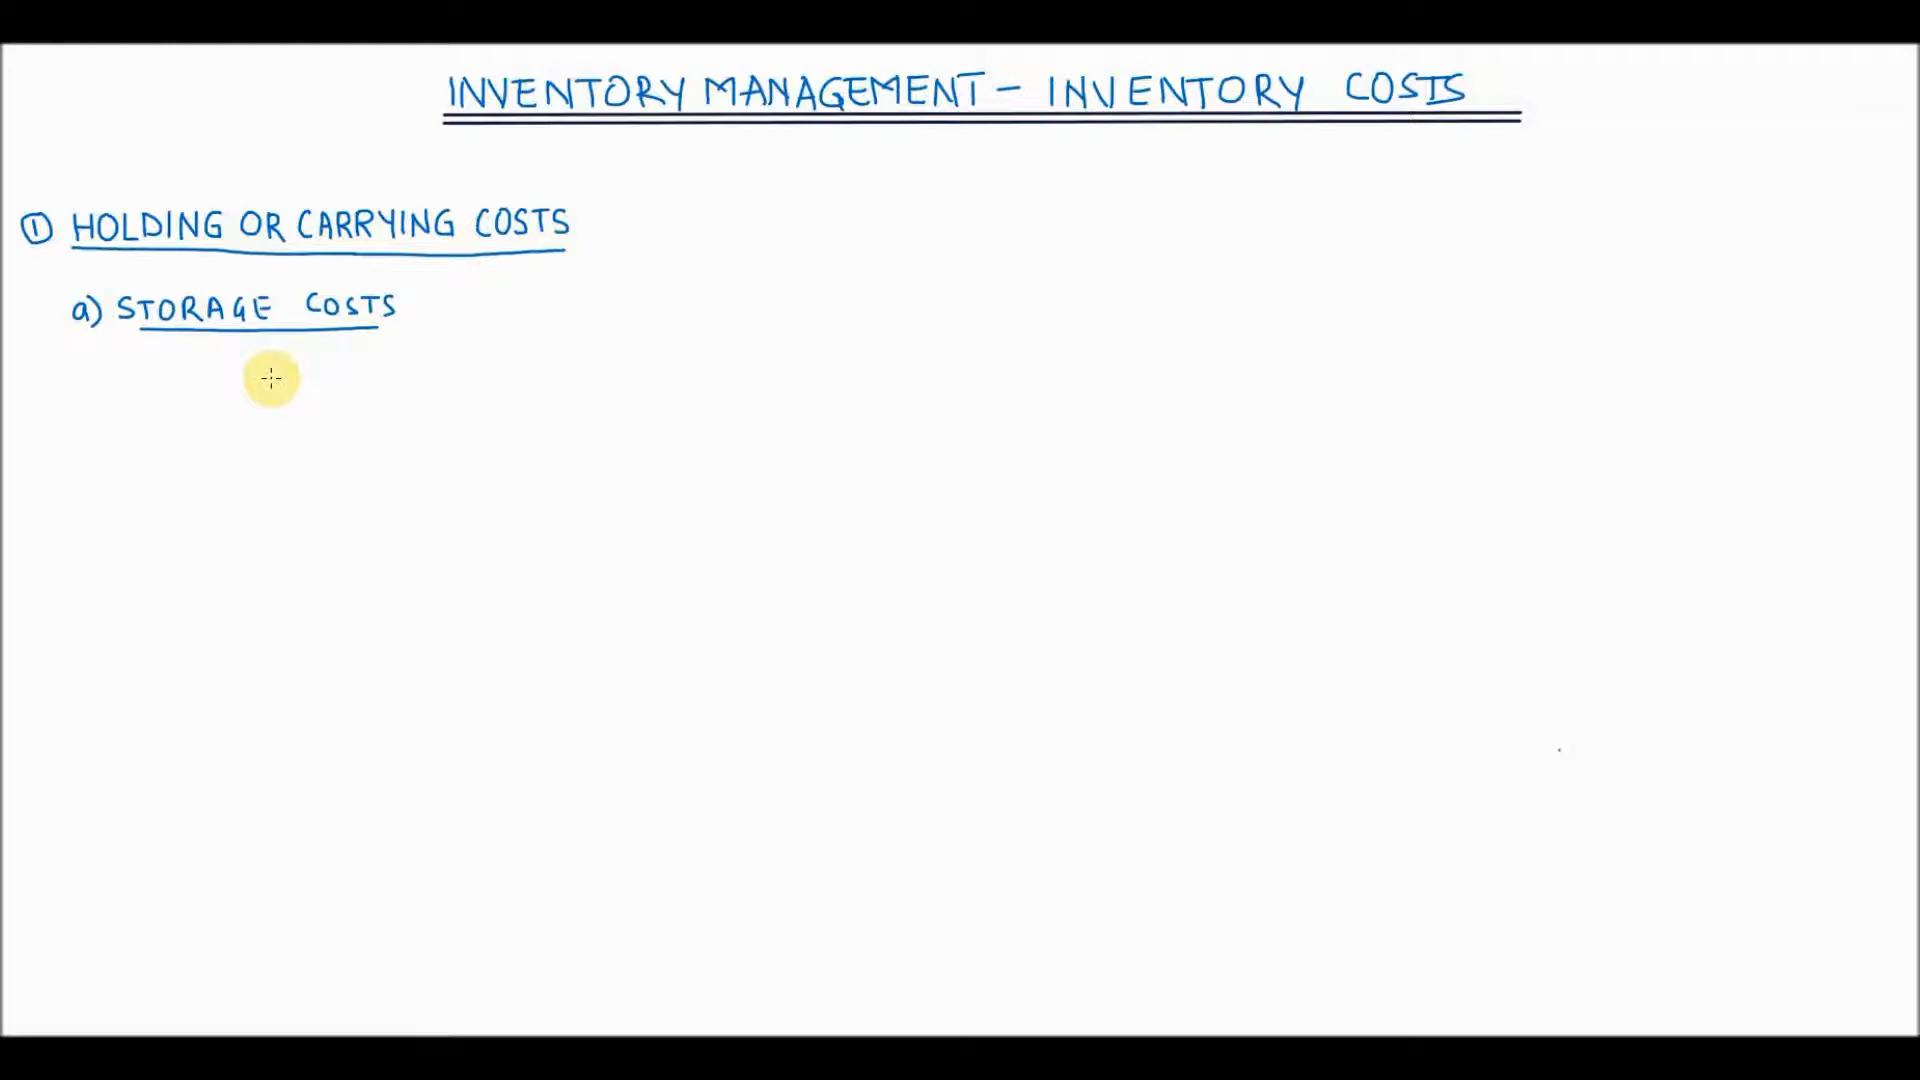 INVENTORY MANAGEMENT - INVENTORY COSTS
① HOLDING OR CARRYING COSTS
a) STORAGE COSTS